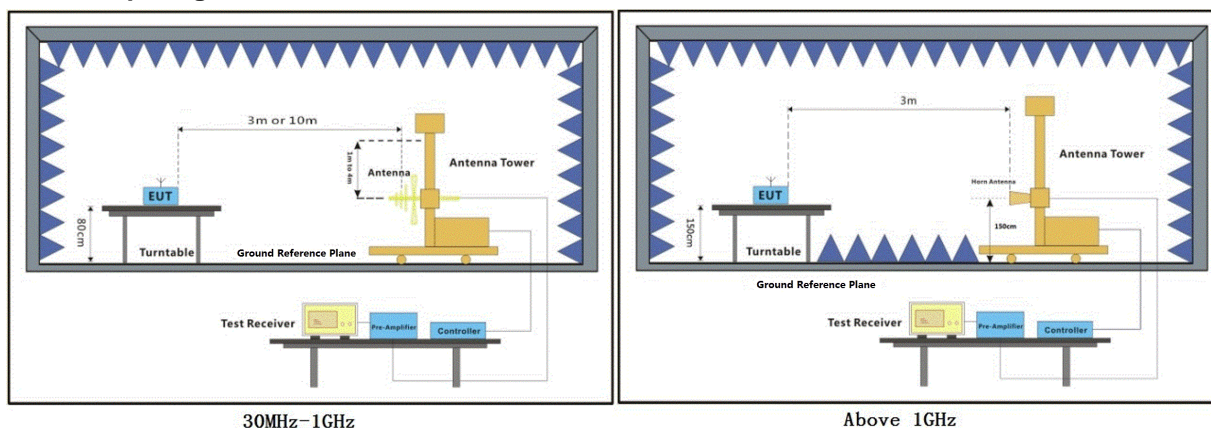 3m or 10m
1m to 4m
Antenna
Antenna Tower
EUT
80cm
Turntable
Ground Reference Plane
Test Receiver
Pre-Amplifier
Controller
30MHz-1GHz
3m
Antenna Tower
Horn Antenna
EUT
150cm
150cm
Turntable
Ground Reference Plane
Test Receiver
Pre-Amplifier
Controller
Above 1GHz